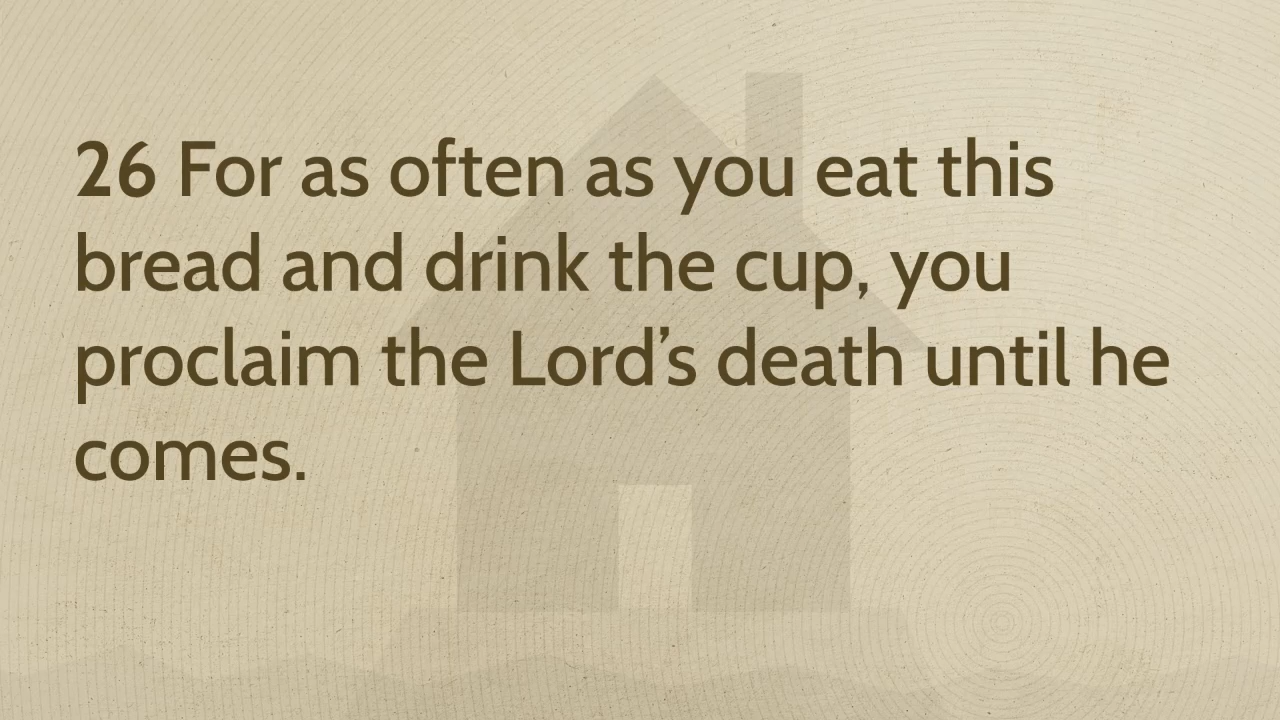 26 For as often as you eat this
bread and drink the cup, you
proclaim the Lord’s death until he
comes.